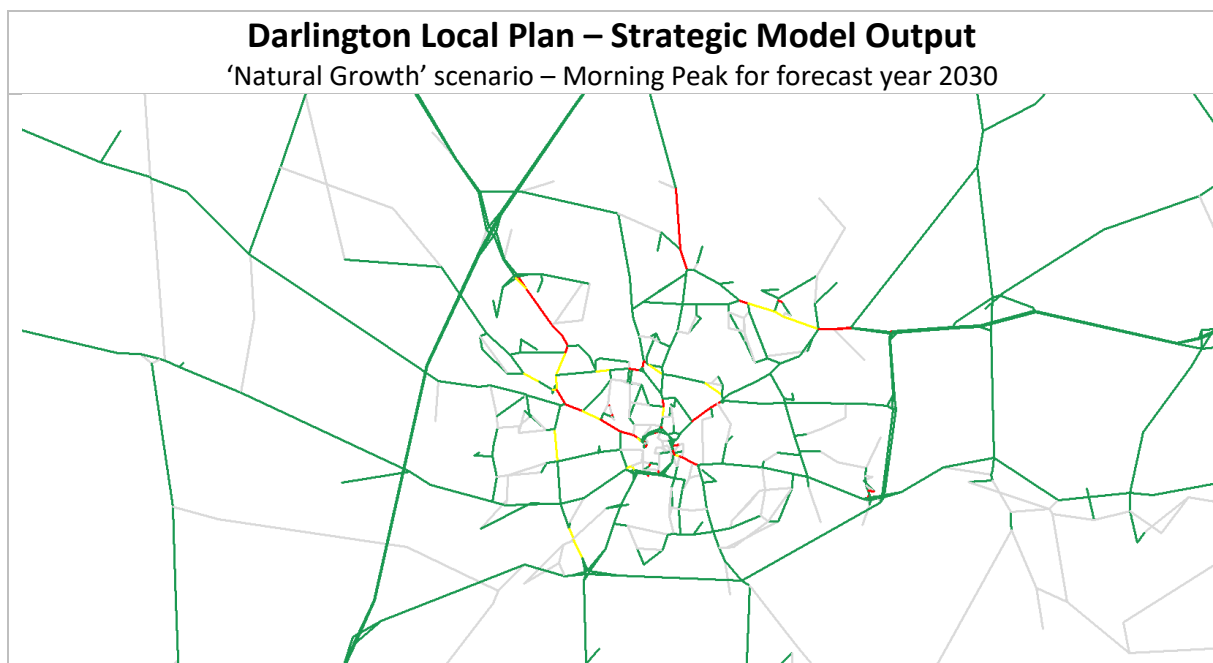 Darlington Local Plan – Strategic Model Output
‘Natural Growth’ scenario – Morning Peak for forecast year 2030